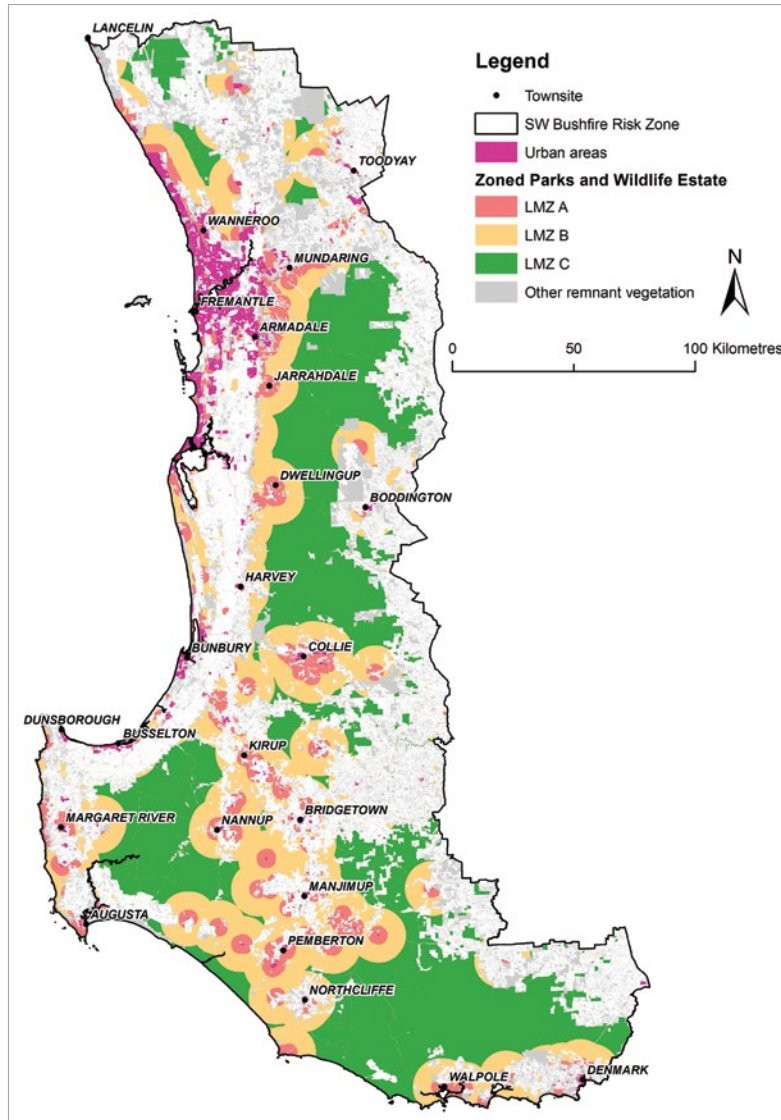 LANCELIN
Legend
Townsite
SW Bushfire Risk Zone
Urban areas
Zoned Parks and Wildlife Estate
LMZ A
LMZ B
LMZ C
Other remnant vegetation
N
0 50 100 Kilometres
TOODYAY
WANNEROO
MUNDARING
FREMANTLE
ARMADALE
JARRAHDALE
DWELLINGUP
BODDINGTON
HARVEY
BUNBURY
COLLIE
DUNSBOROUGH
BUSSELTON
KIRUP
MARGARET RIVER
NANNUP
BRIDGETOWN
MANJIMUP
AUGUSTA
PEMBERTON
NORTHCLIFFE
WALPOLE
DENMARK